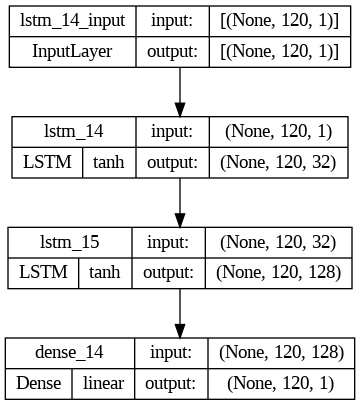 lstm_14_input input: [(None, 120, 1)]
InputLayer output: [(None, 120, 1)]
lstm_14 input: (None, 120, 1)
LSTM tanh output: (None, 120, 32)
lstm_15 input: (None, 120, 32)
LSTM tanh output: (None, 120, 128)
dense_14 input: (None, 120, 128)
Dense linear output: (None, 120, 1)